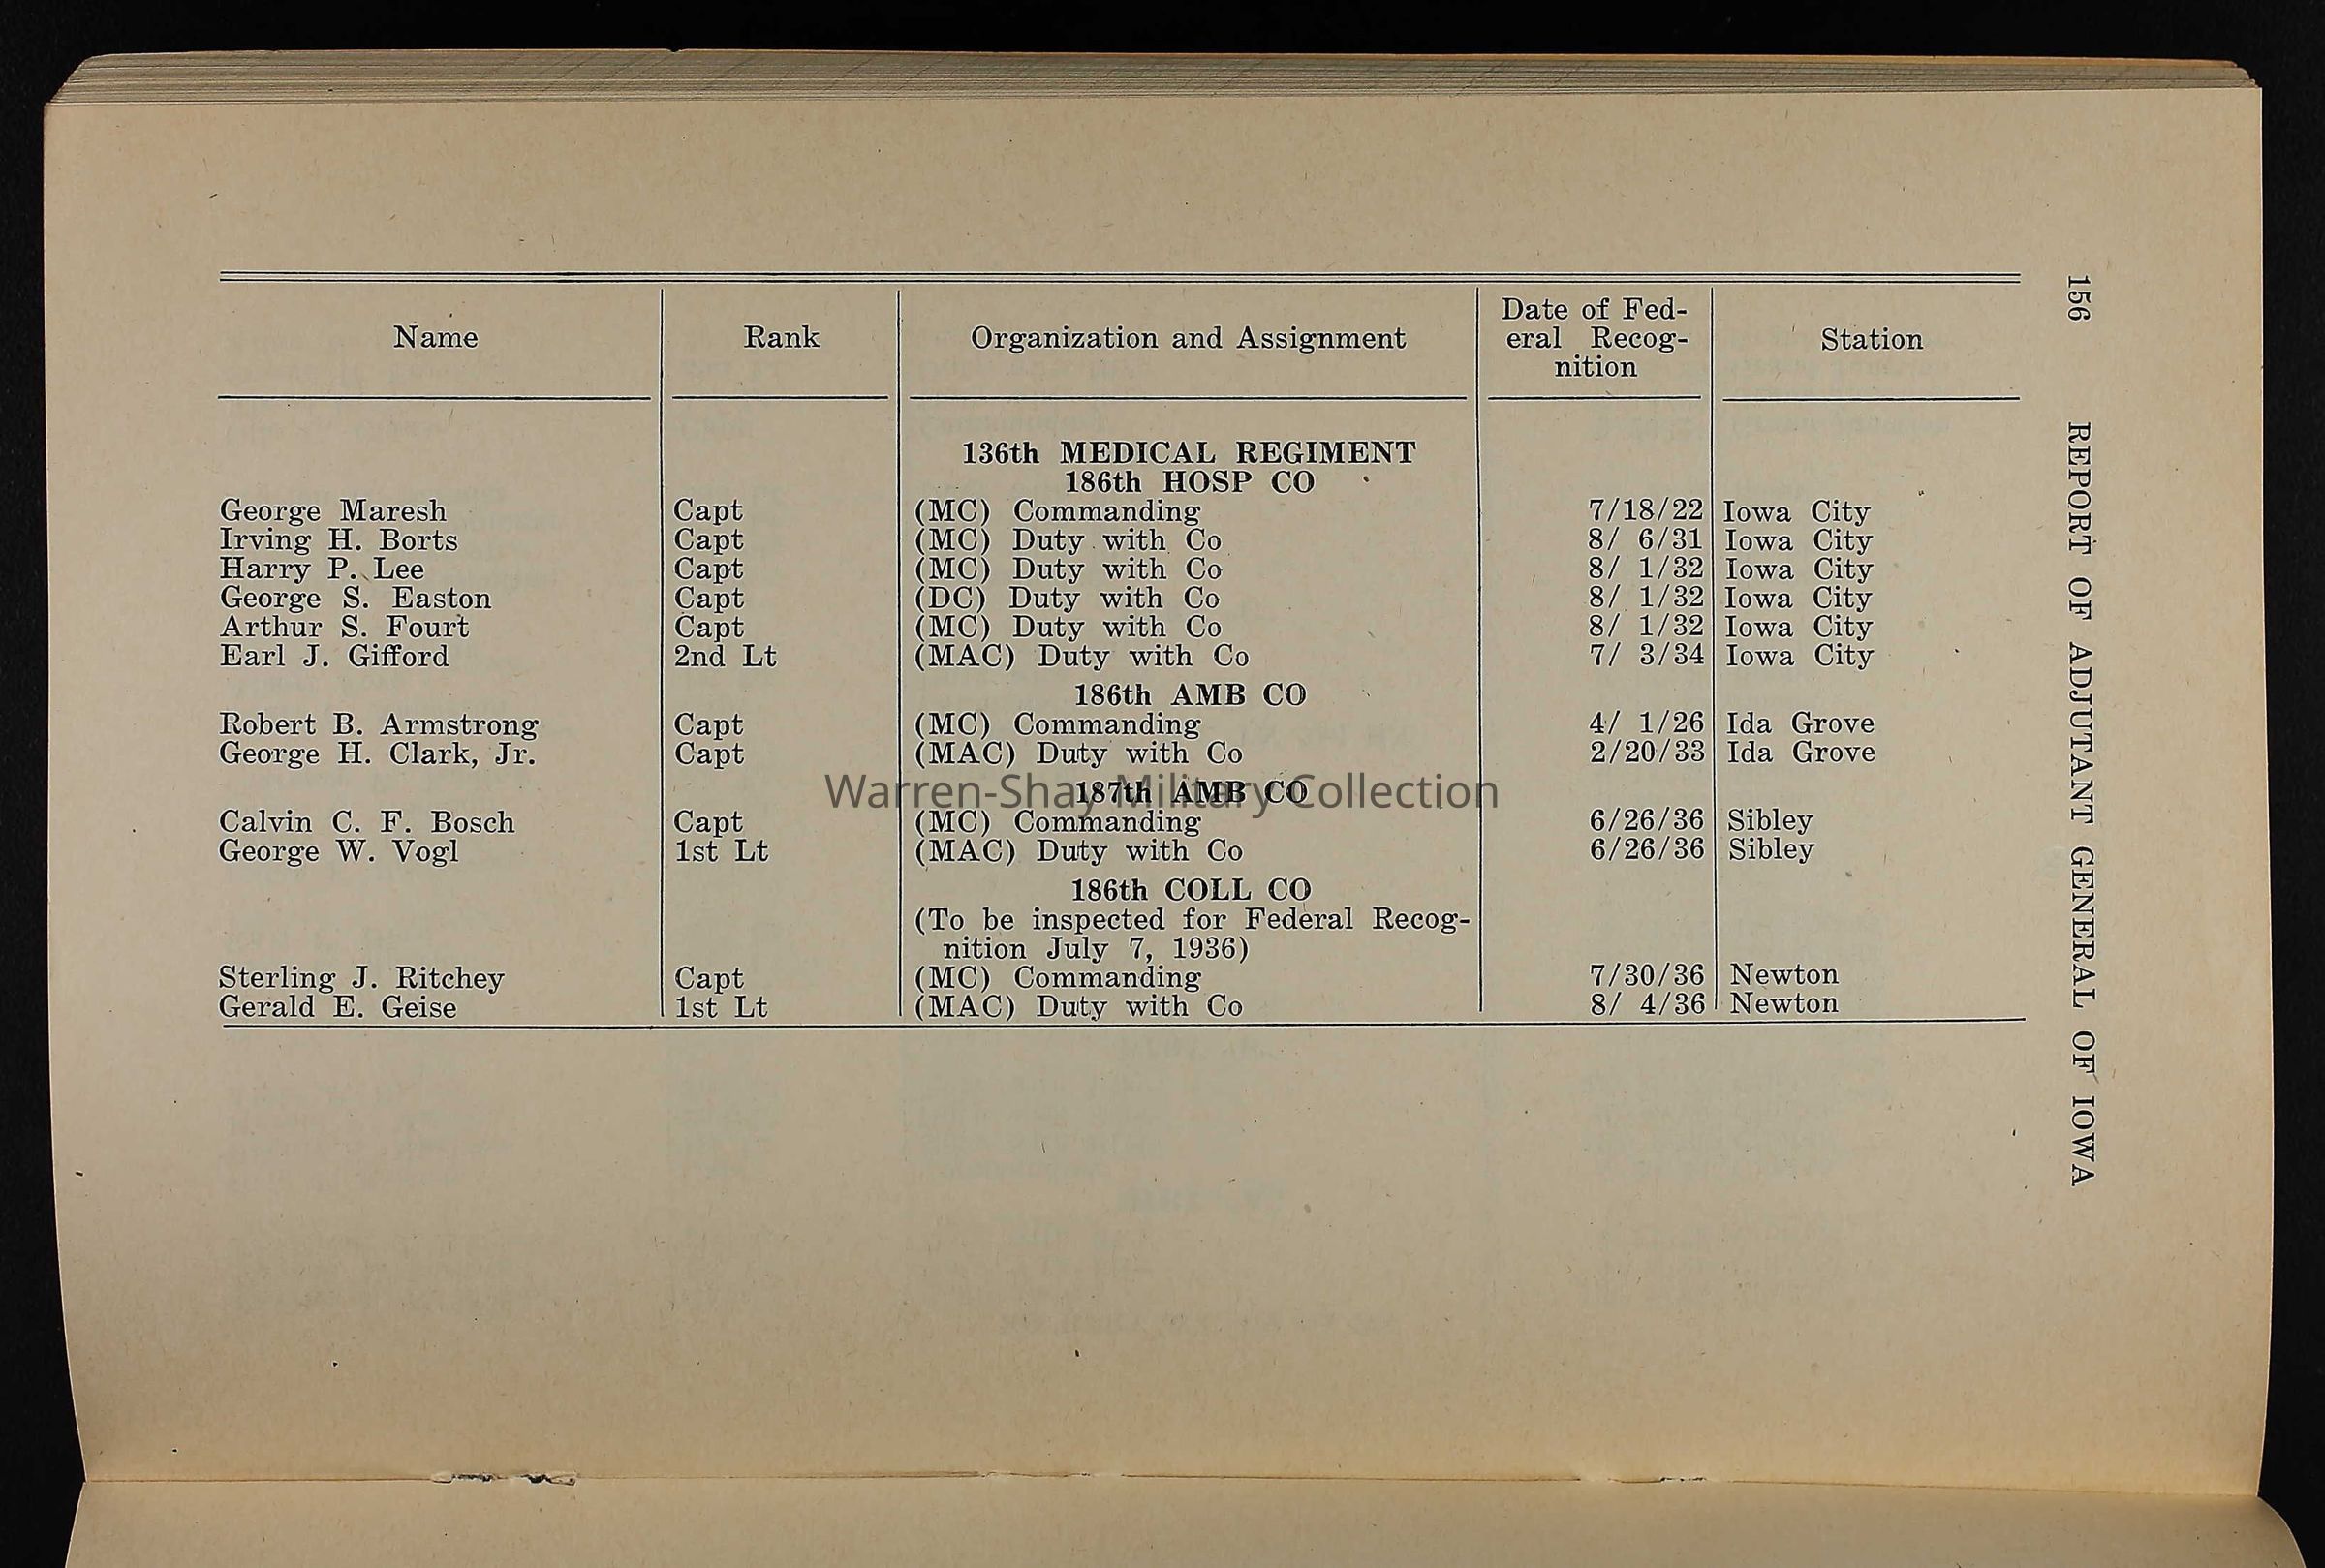 156 REPORT OF ADJUTANT GENERAL OF IOWA
Name Rank Organization and Assignment Date of Fed-
eral Recog-
nition Station
136th MEDICAL REGIMENT
186th HOSP CO
George Maresh Capt (MC) Commanding 7/18/22 Iowa City
Irving H. Borts Capt (MC) Duty with Co 8/ 6/31 Iowa City
Harry P. Lee Capt (MC) Duty with Co 8/ 1/32 Iowa City
George S. Easton Capt (DC) Duty with Co 8/ 1/32 Iowa City
Arthur S. Fourt Capt (MC) Duty with Co 8/ 1/32 Iowa City
Earl J. Gifford 2nd Lt (MAC) Duty with Co 7/ 3/34 Iowa City
186th AMB CO
Robert B. Armstrong Capt (MC) Commanding 4/ 1/26 Ida Grove
George H. Clark, Jr. Capt (MAC) Duty with Co 2/20/33 Ida Grove
187th AMB CO
Warren-Shay Military Collection
Calvin C. F. Bosch Capt (MC) Commanding 6/26/36 Sibley
George W. Vogl 1st Lt (MAC) Duty with Co 6/26/36 Sibley
186th COLL CO
(To be inspected for Federal Recog-
nition July 7, 1936)
Sterling J. Ritchey Capt (MC) Commanding 7/30/36 Newton
Gerald E. Geise 1st Lt (MAC) Duty with Co 8/ 4/36 Newton